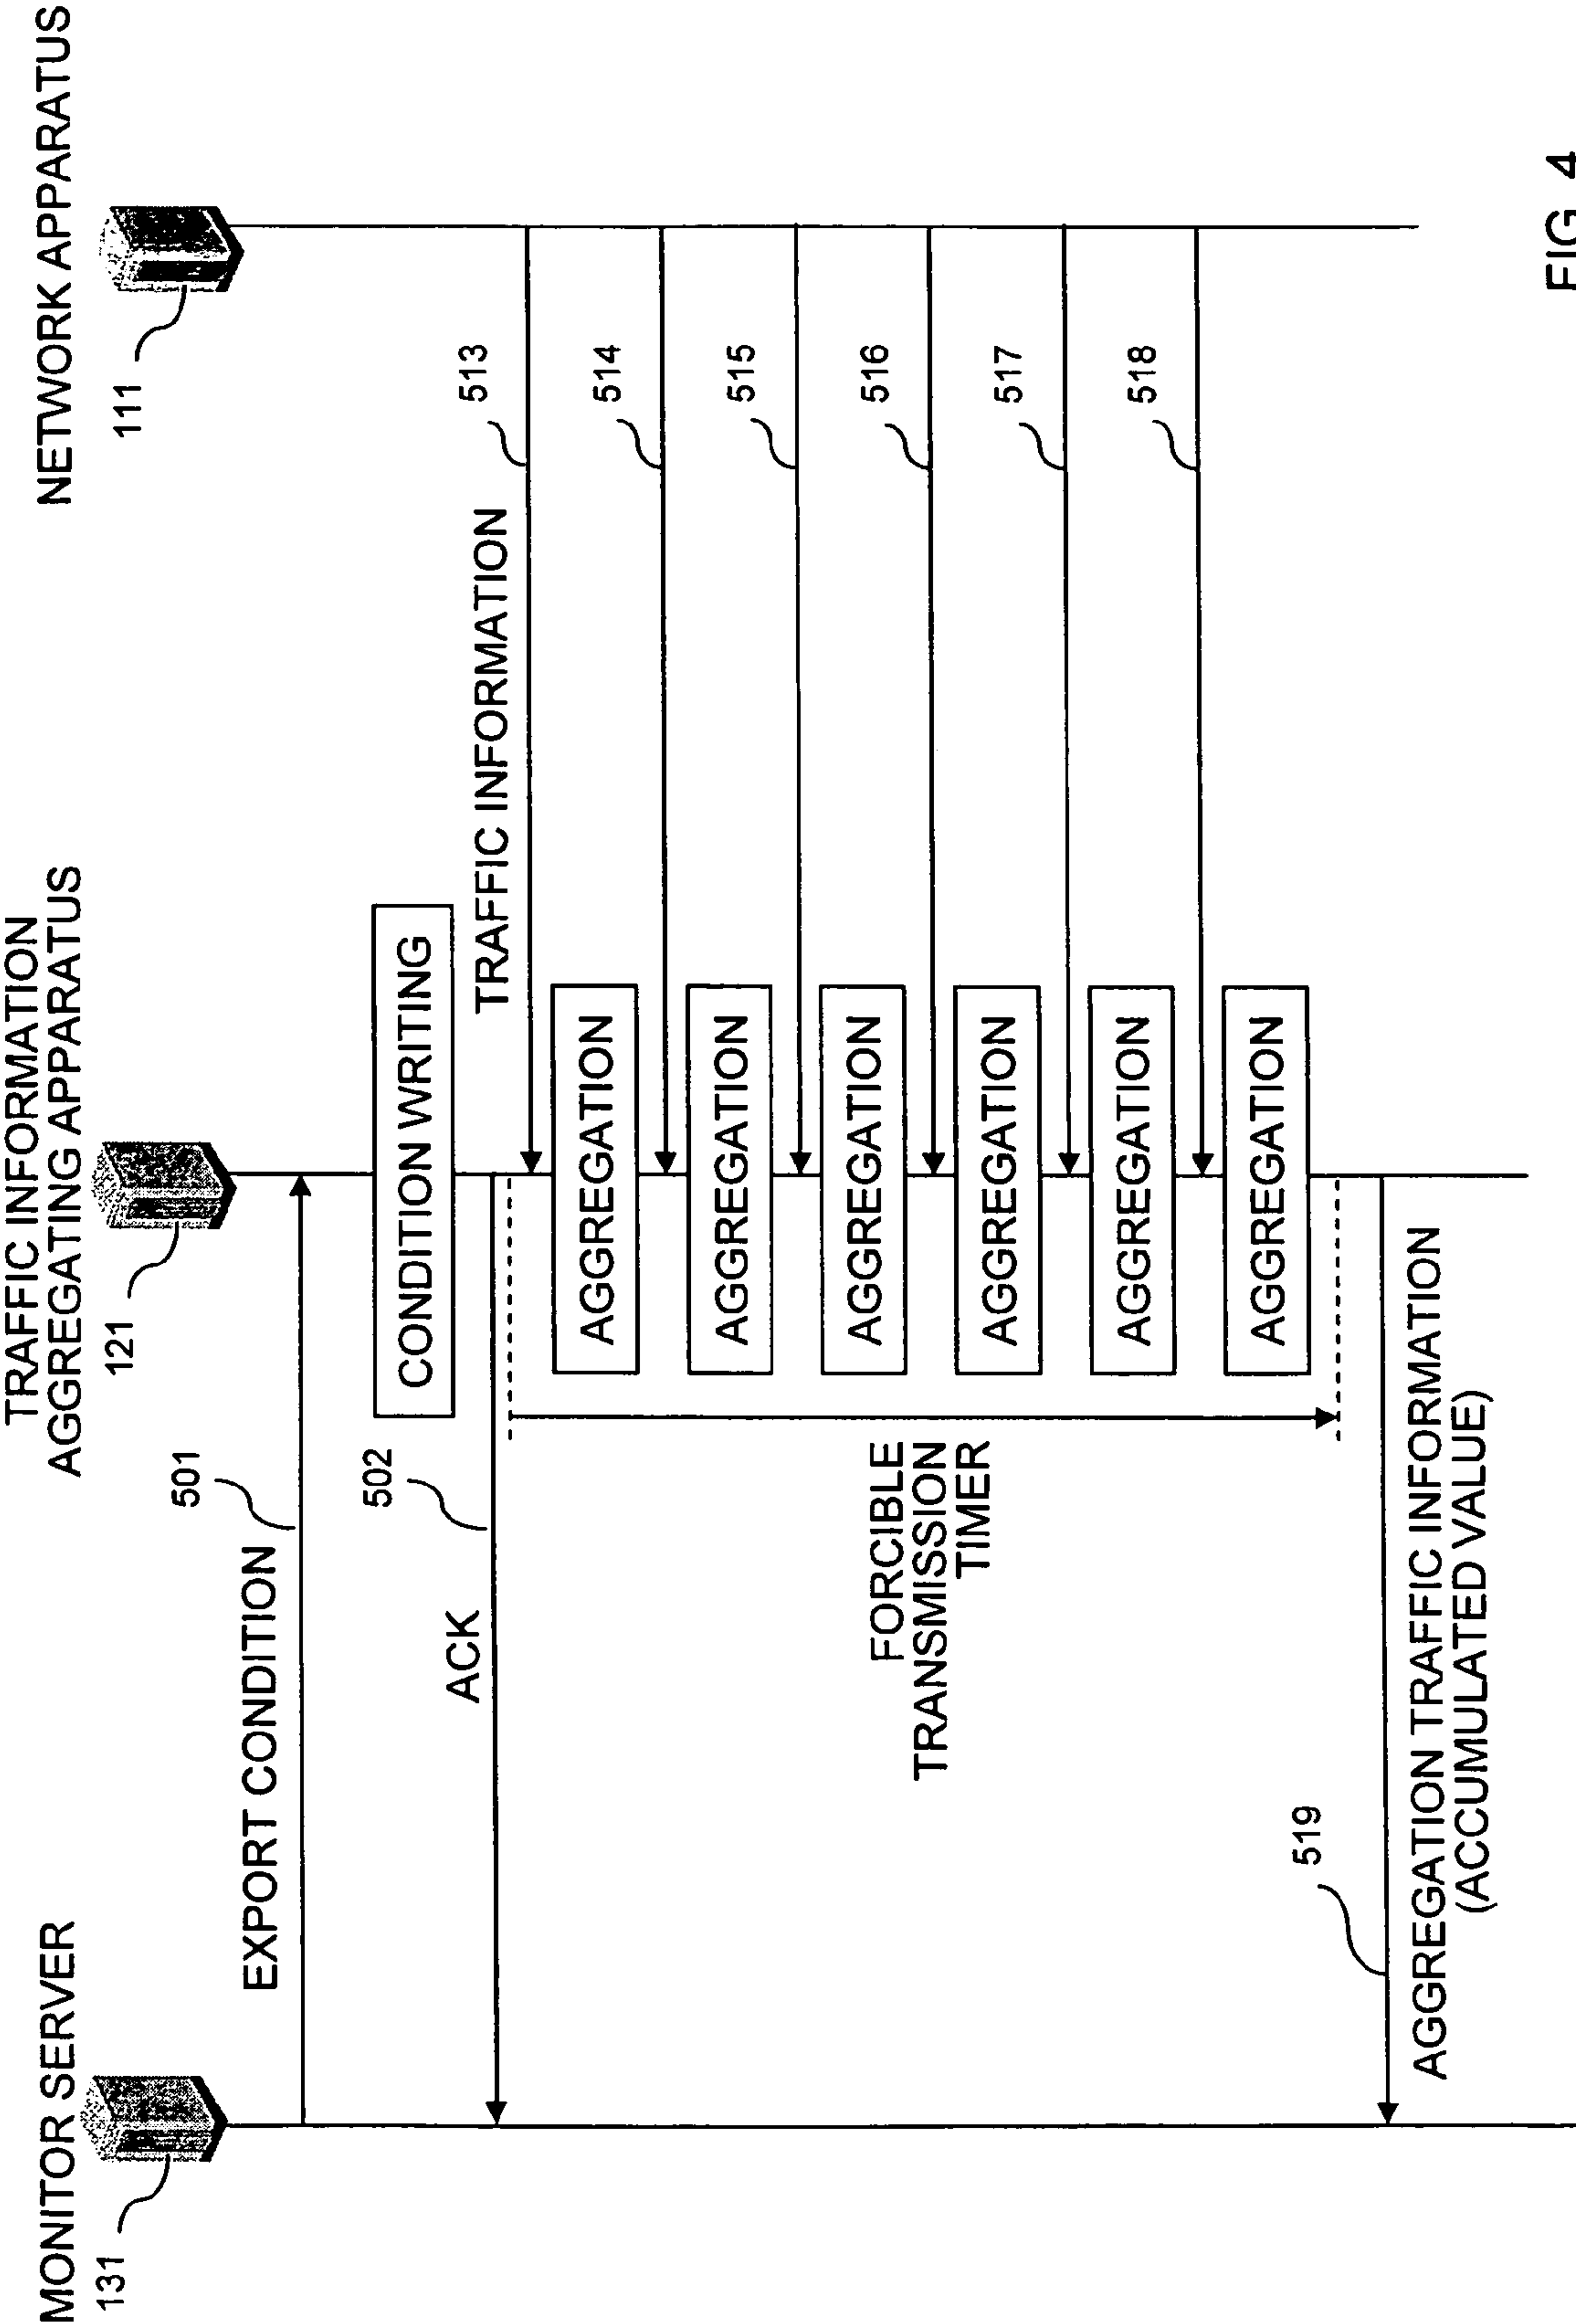 MONITOR SERVER
131
TRAFFIC INFORMATION
AGGREGATING APPARATUS
121
NETWORK APPARATUS
111
EXPORT CONDITION
501
CONDITION WRITING
ACK
502
TRAFFIC INFORMATION
513
AGGREGATION
514
AGGREGATION
515
AGGREGATION
516
AGGREGATION
517
AGGREGATION
518
AGGREGATION
FORCIBLE
TRANSMISSION
TIMER
519
AGGREGATION TRAFFIC INFORMATION
(ACCUMULATED VALUE)
FIG. 4